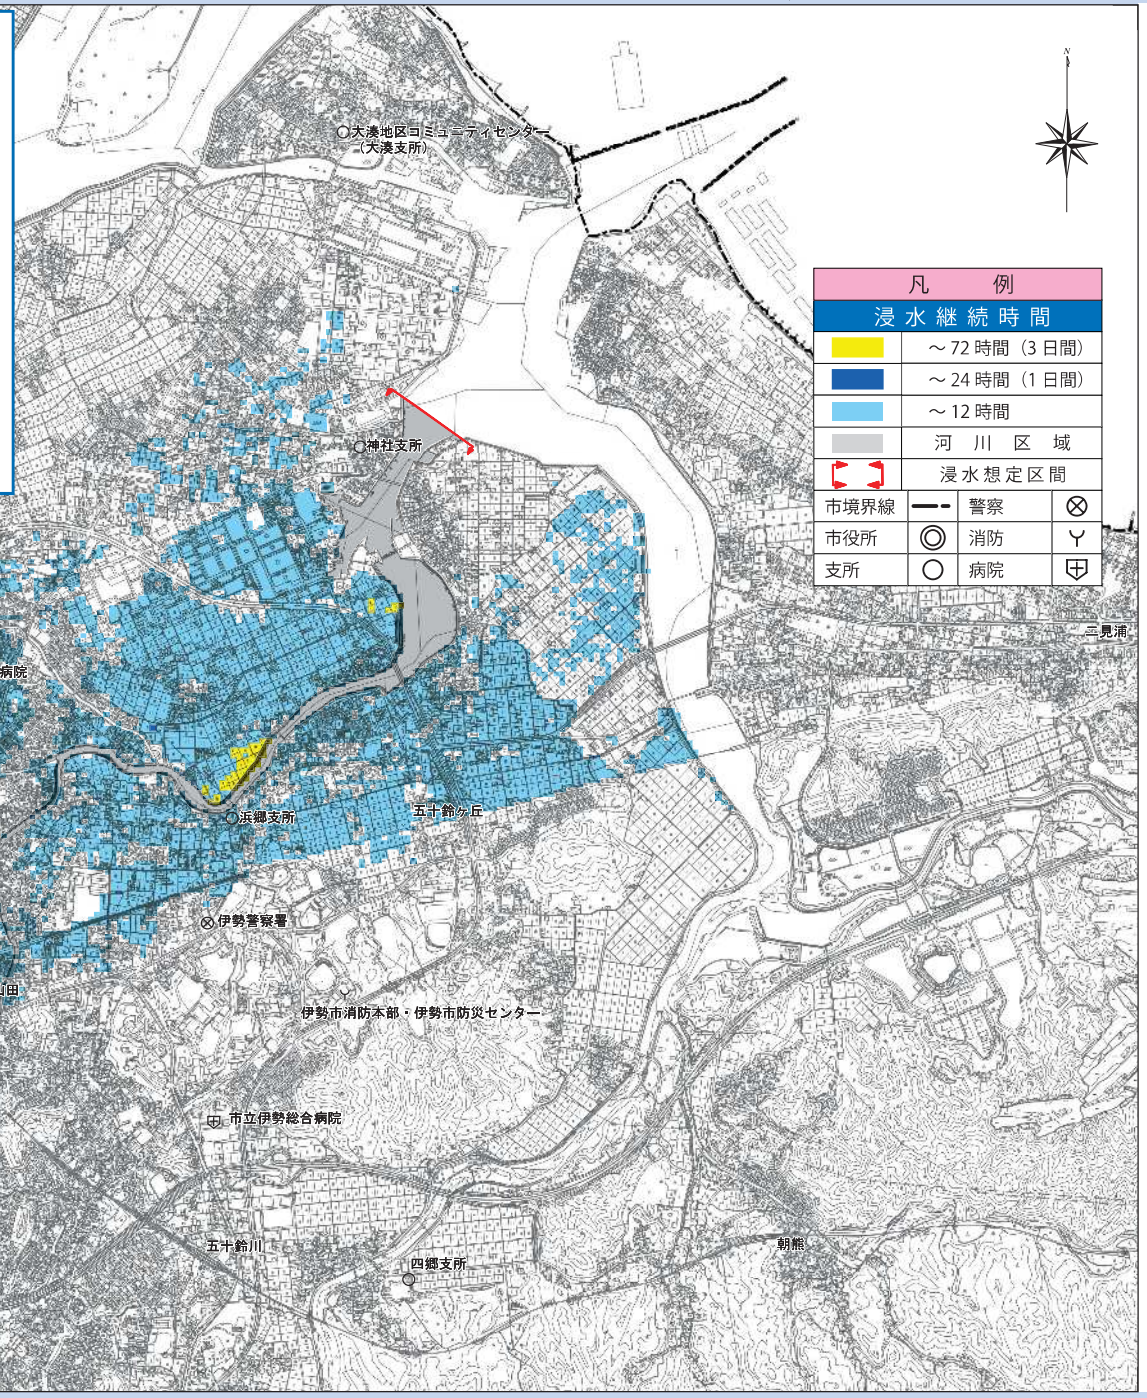 大湊地区コミュニティセンター
（大湊支所）
N
凡 例
浸水継続時間
～72時間（3日間）
～24時間（1日間）
～12時間
河川区域
浸水想定区間
市境界線
警察
市役所
消防
支所
病院
神社支所
二見浦
病院
浜郷支所
五十鈴ヶ丘
伊勢警察署
山田
伊勢市消防本部・伊勢市防災センター
市立伊勢総合病院
五十鈴川
四郷支所
朝熊